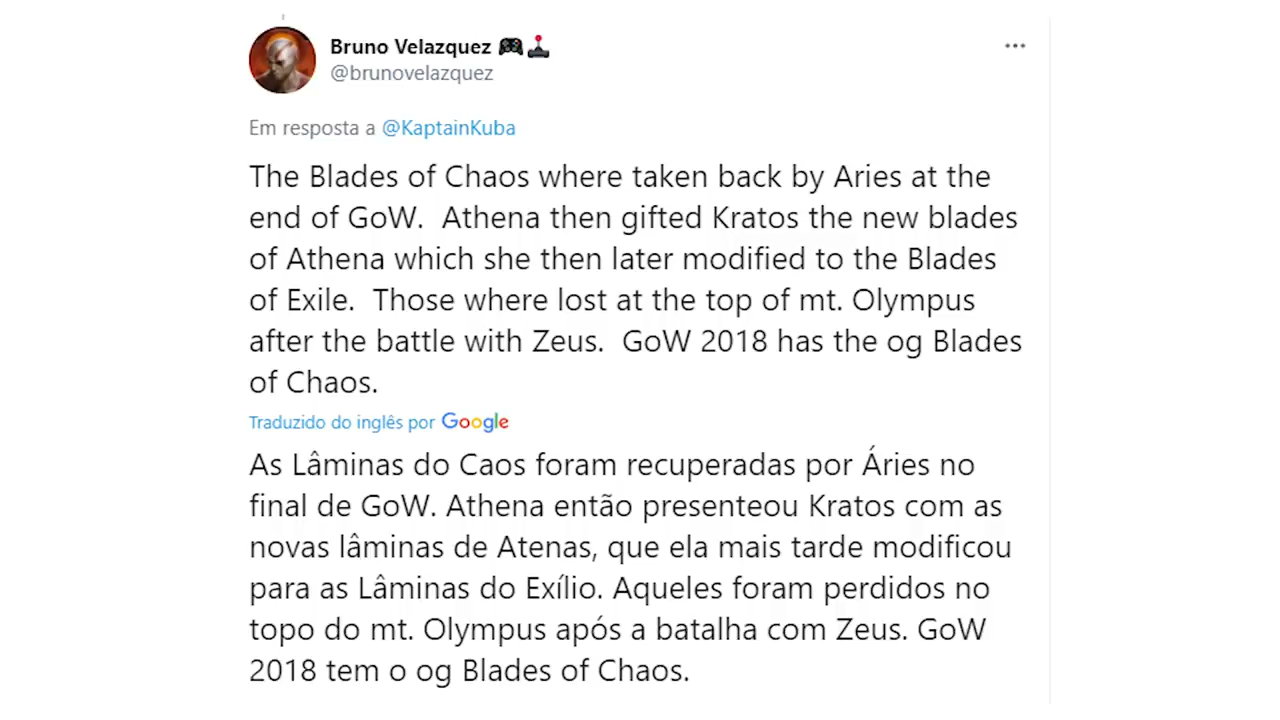 Bruno Velazquez 🎮🕹️
@brunovelazquez
Em resposta a @KaptainKuba
The Blades of Chaos where taken back by Aries at the
end of GoW.  Athena then gifted Kratos the new blades
of Athena which she then later modified to the Blades
of Exile.  Those where lost at the top of mt. Olympus
after the battle with Zeus.  GoW 2018 has the og Blades
of Chaos.
Traduzido do inglês por Google
As Lâminas do Caos foram recuperadas por Áries no
final de GoW. Athena então presenteou Kratos com as
novas lâminas de Atenas, que ela mais tarde modificou
para as Lâminas do Exílio. Aqueles foram perdidos no
topo do mt. Olympus após a batalha com Zeus. GoW
2018 tem o og Blades of Chaos.